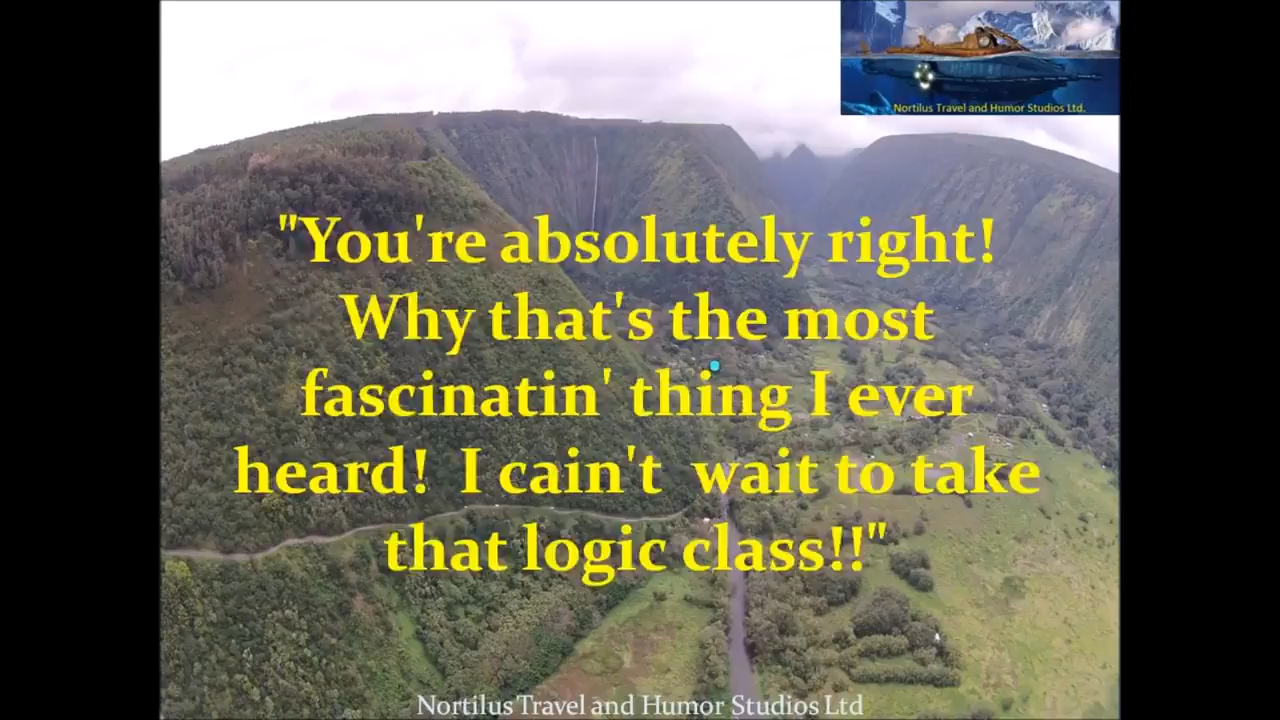 Nortilus Travel and Humor Studios Ltd.
"You're absolutely right!
Why that's the most
fascinatin' thing I ever
heard!  I cain't  wait to take
that logic class!!"
Nortilus Travel and Humor Studios Ltd